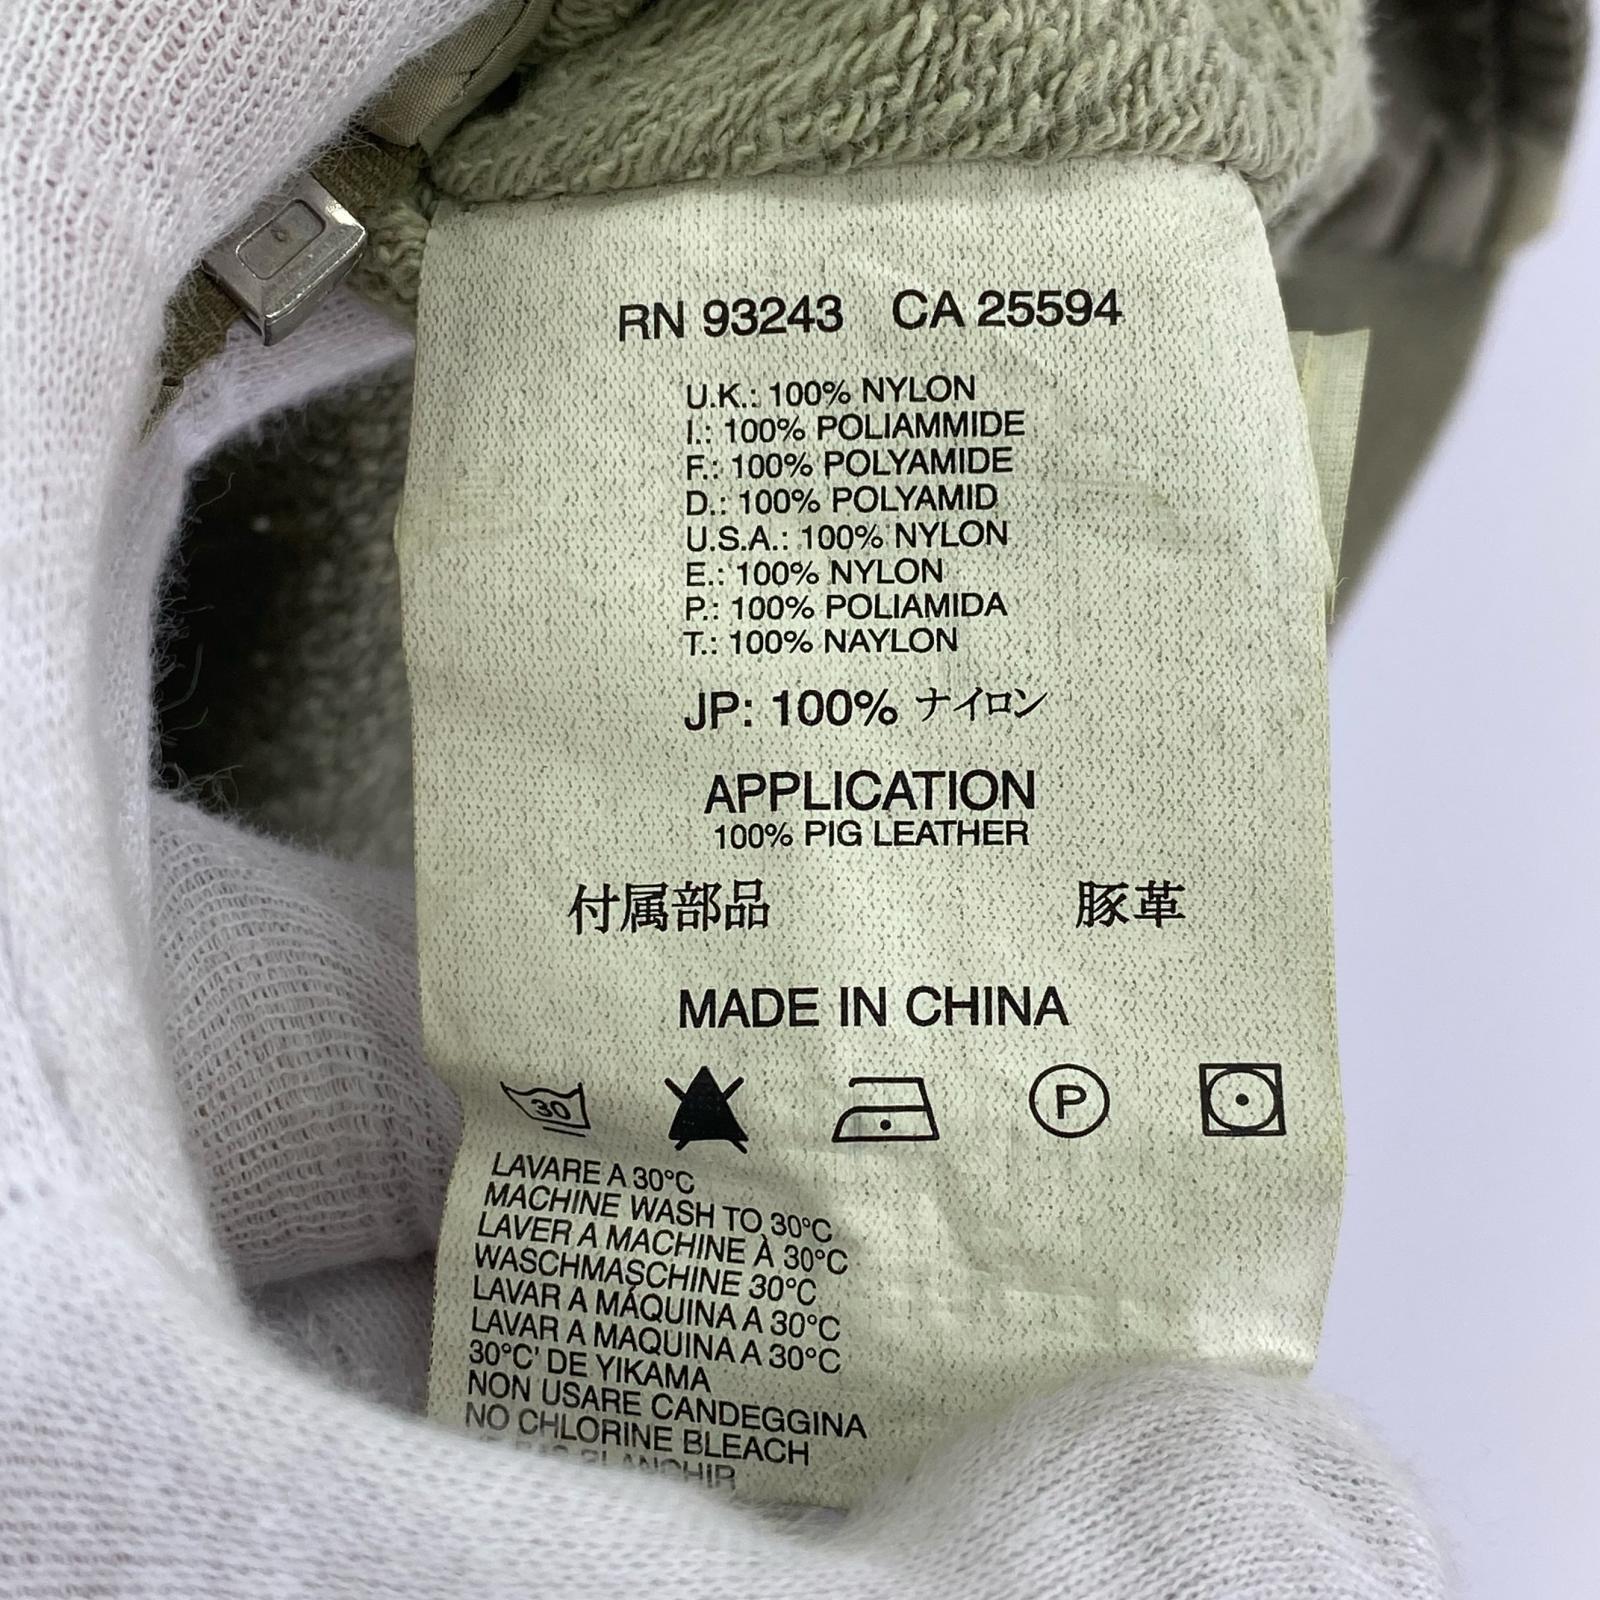 RN 93243 CA 25594
U.K.: 100% NYLON
I.: 100% POLIAMMIDE
F.: 100% POLYAMIDE
D.: 100% POLYAMID
U.S.A.: 100% NYLON
E.: 100% NYLON
P.: 100% POLIAMIDA
T.: 100% NAYLON
JP: 100% ナイロン
APPLICATION
100% PIG LEATHER
付属部品 豚革
MADE IN CHINA
30 P
LAVARE A 30°C
MACHINE WASH TO 30°C
LAVER A MACHINE À 30°C
WASCHMASCHINE 30°C
LAVAR A MÁQUINA A 30°C
LAVAR A MAQUINA A 30°C
30°C' DE YIKAMA
NON USARE CANDEGGINA
NO CHLORINE BLEACH
BLANCHIR